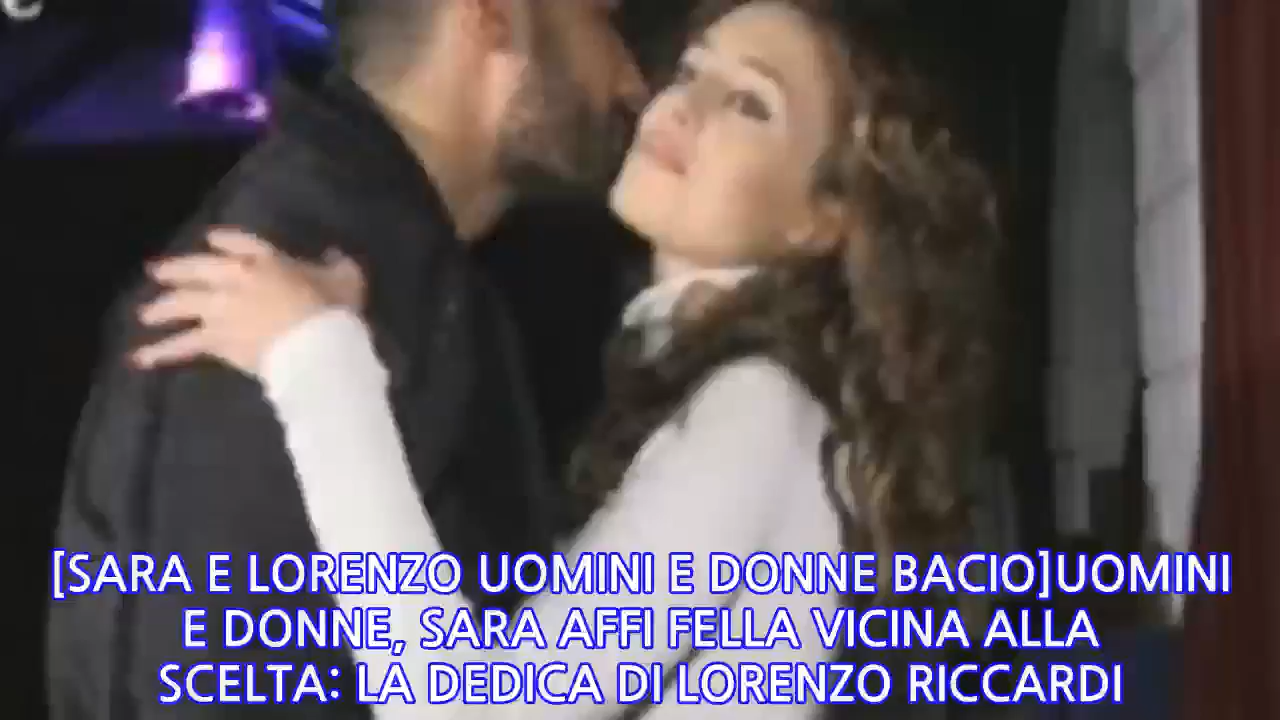 [SARA E LORENZO UOMINI E DONNE BACIO]UOMINI
E DONNE, SARA AFFI FELLA VICINA ALLA
SCELTA: LA DEDICA DI LORENZO RICCARDI